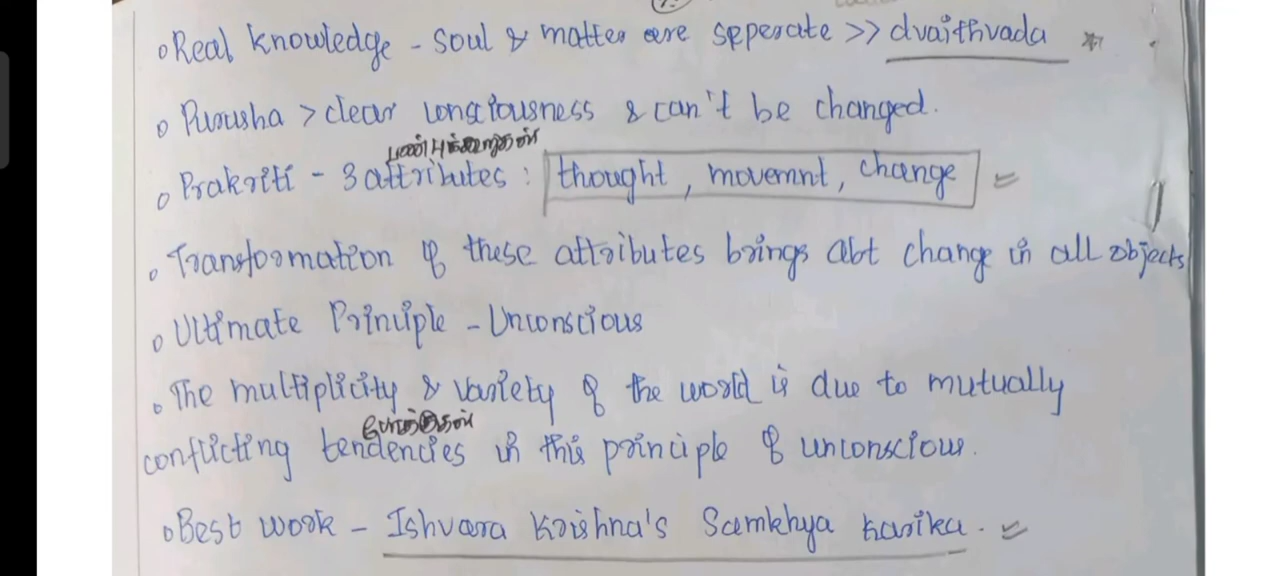 Real knowledge - soul & matter are seperate >> dvaithvada
Purusha > clear consciousness & can't be changed.
பண்புக்கூறுகள்
Prakriti - 3 attributes : thought, movemnt, change
Transformation of these attributes brings abt change in all objects
Ultimate Principle - Unconscious
The multiplicity & variety of the world is due to mutually
conflicting tendencies in this principle of unconscious.
Best work - Ishvara Krishna's Samkhya Karika.